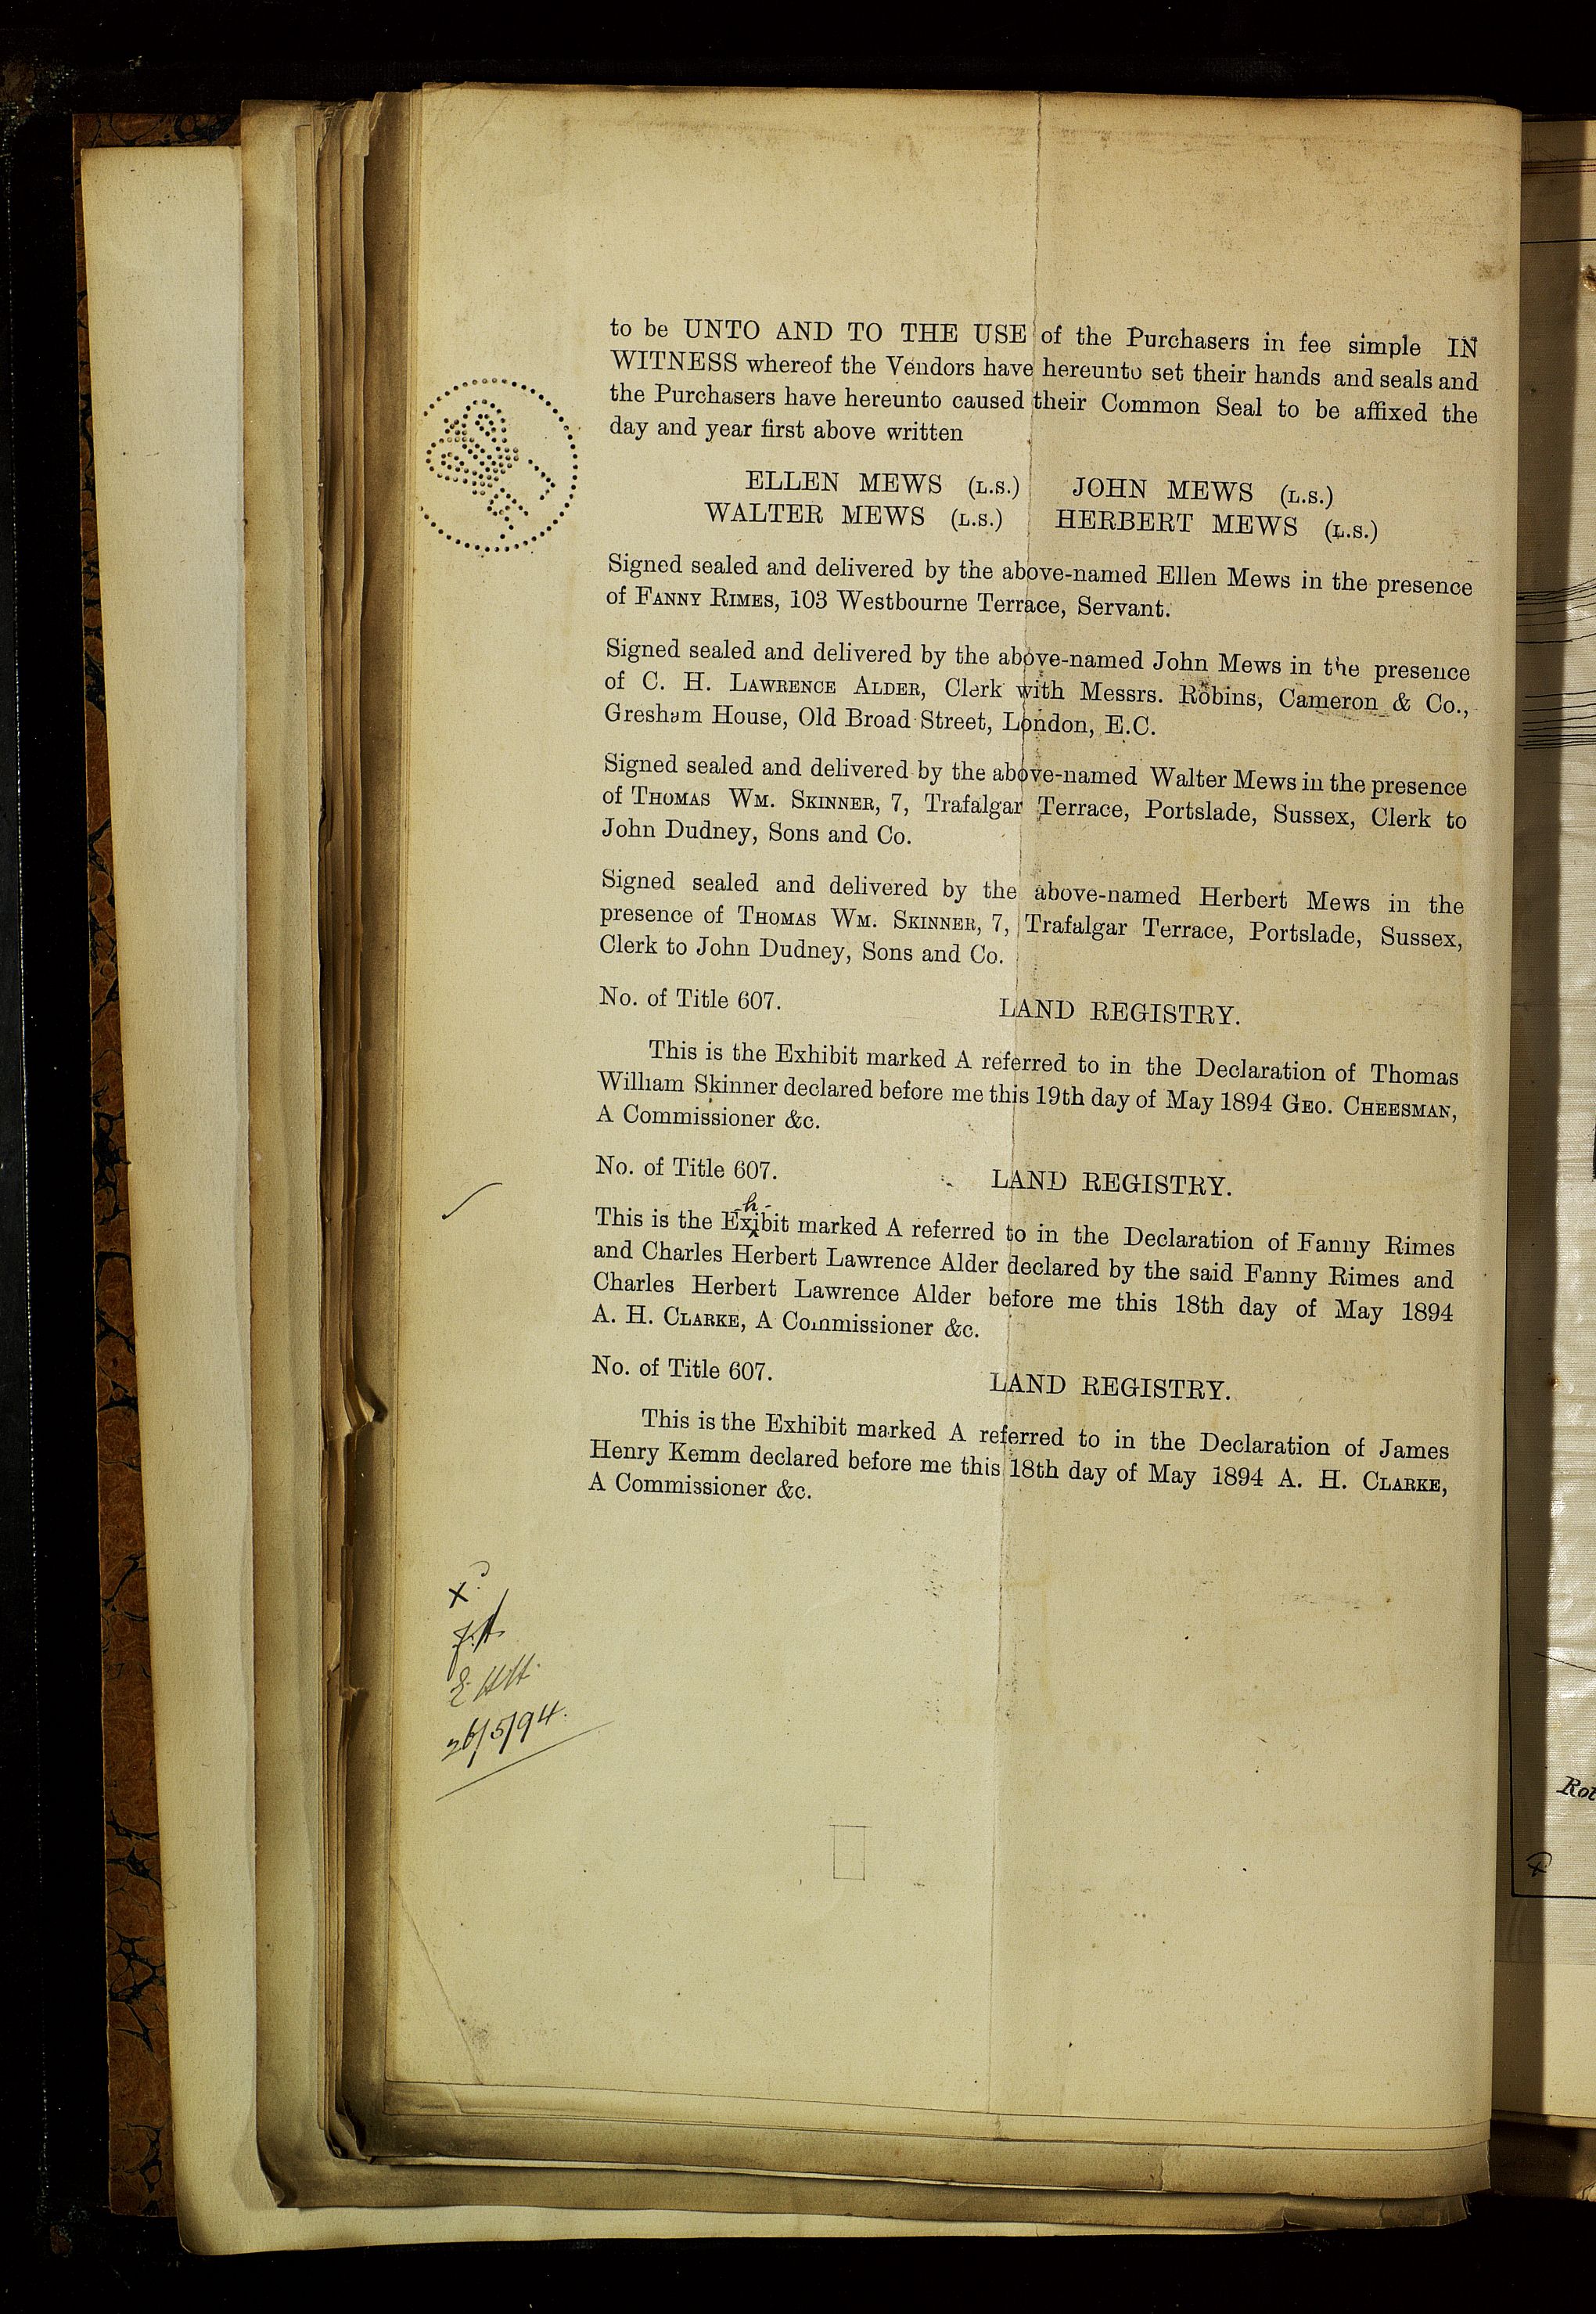 to be UNTO AND TO THE USE of the Purchasers in fee simple IN
WITNESS whereof the Vendors have hereunto set their hands and seals and
the Purchasers have hereunto caused their Common Seal to be affixed the
day and year first above written
ELLEN MEWS (L.S.) JOHN MEWS (L.S.)
WALTER MEWS (L.S.) HERBERT MEWS (L.S.)
Signed sealed and delivered by the above-named Ellen Mews in the presence
of FANNY RIMES, 103 Westbourne Terrace, Servant.
Signed sealed and delivered by the above-named John Mews in the presence
of C. H. LAWRENCE ALDER, Clerk with Messrs. Robins, Cameron & Co.,
Gresham House, Old Broad Street, London, E.C.
Signed sealed and delivered by the above-named Walter Mews in the presence
of THOMAS WM. SKINNER, 7, Trafalgar Terrace, Portslade, Sussex, Clerk to
John Dudney, Sons and Co.
Signed sealed and delivered by the above-named Herbert Mews in the
presence of THOMAS WM. SKINNER, 7, Trafalgar Terrace, Portslade, Sussex,
Clerk to John Dudney, Sons and Co.
No. of Title 607. LAND REGISTRY.
This is the Exhibit marked A referred to in the Declaration of Thomas
William Skinner declared before me this 19th day of May 1894 GEO. CHEESMAN,
A Commissioner &c.
No. of Title 607. LAND REGISTRY.
This is the Exhibit marked A referred to in the Declaration of Fanny Rimes
and Charles Herbert Lawrence Alder declared by the said Fanny Rimes and
Charles Herbert Lawrence Alder before me this 18th day of May 1894
A. H. CLARKE, A Commissioner &c.
No. of Title 607. LAND REGISTRY.
This is the Exhibit marked A referred to in the Declaration of James
Henry Kemm declared before me this 18th day of May 1894 A. H. CLARKE,
A Commissioner &c.
x
26/5/94.
Rot